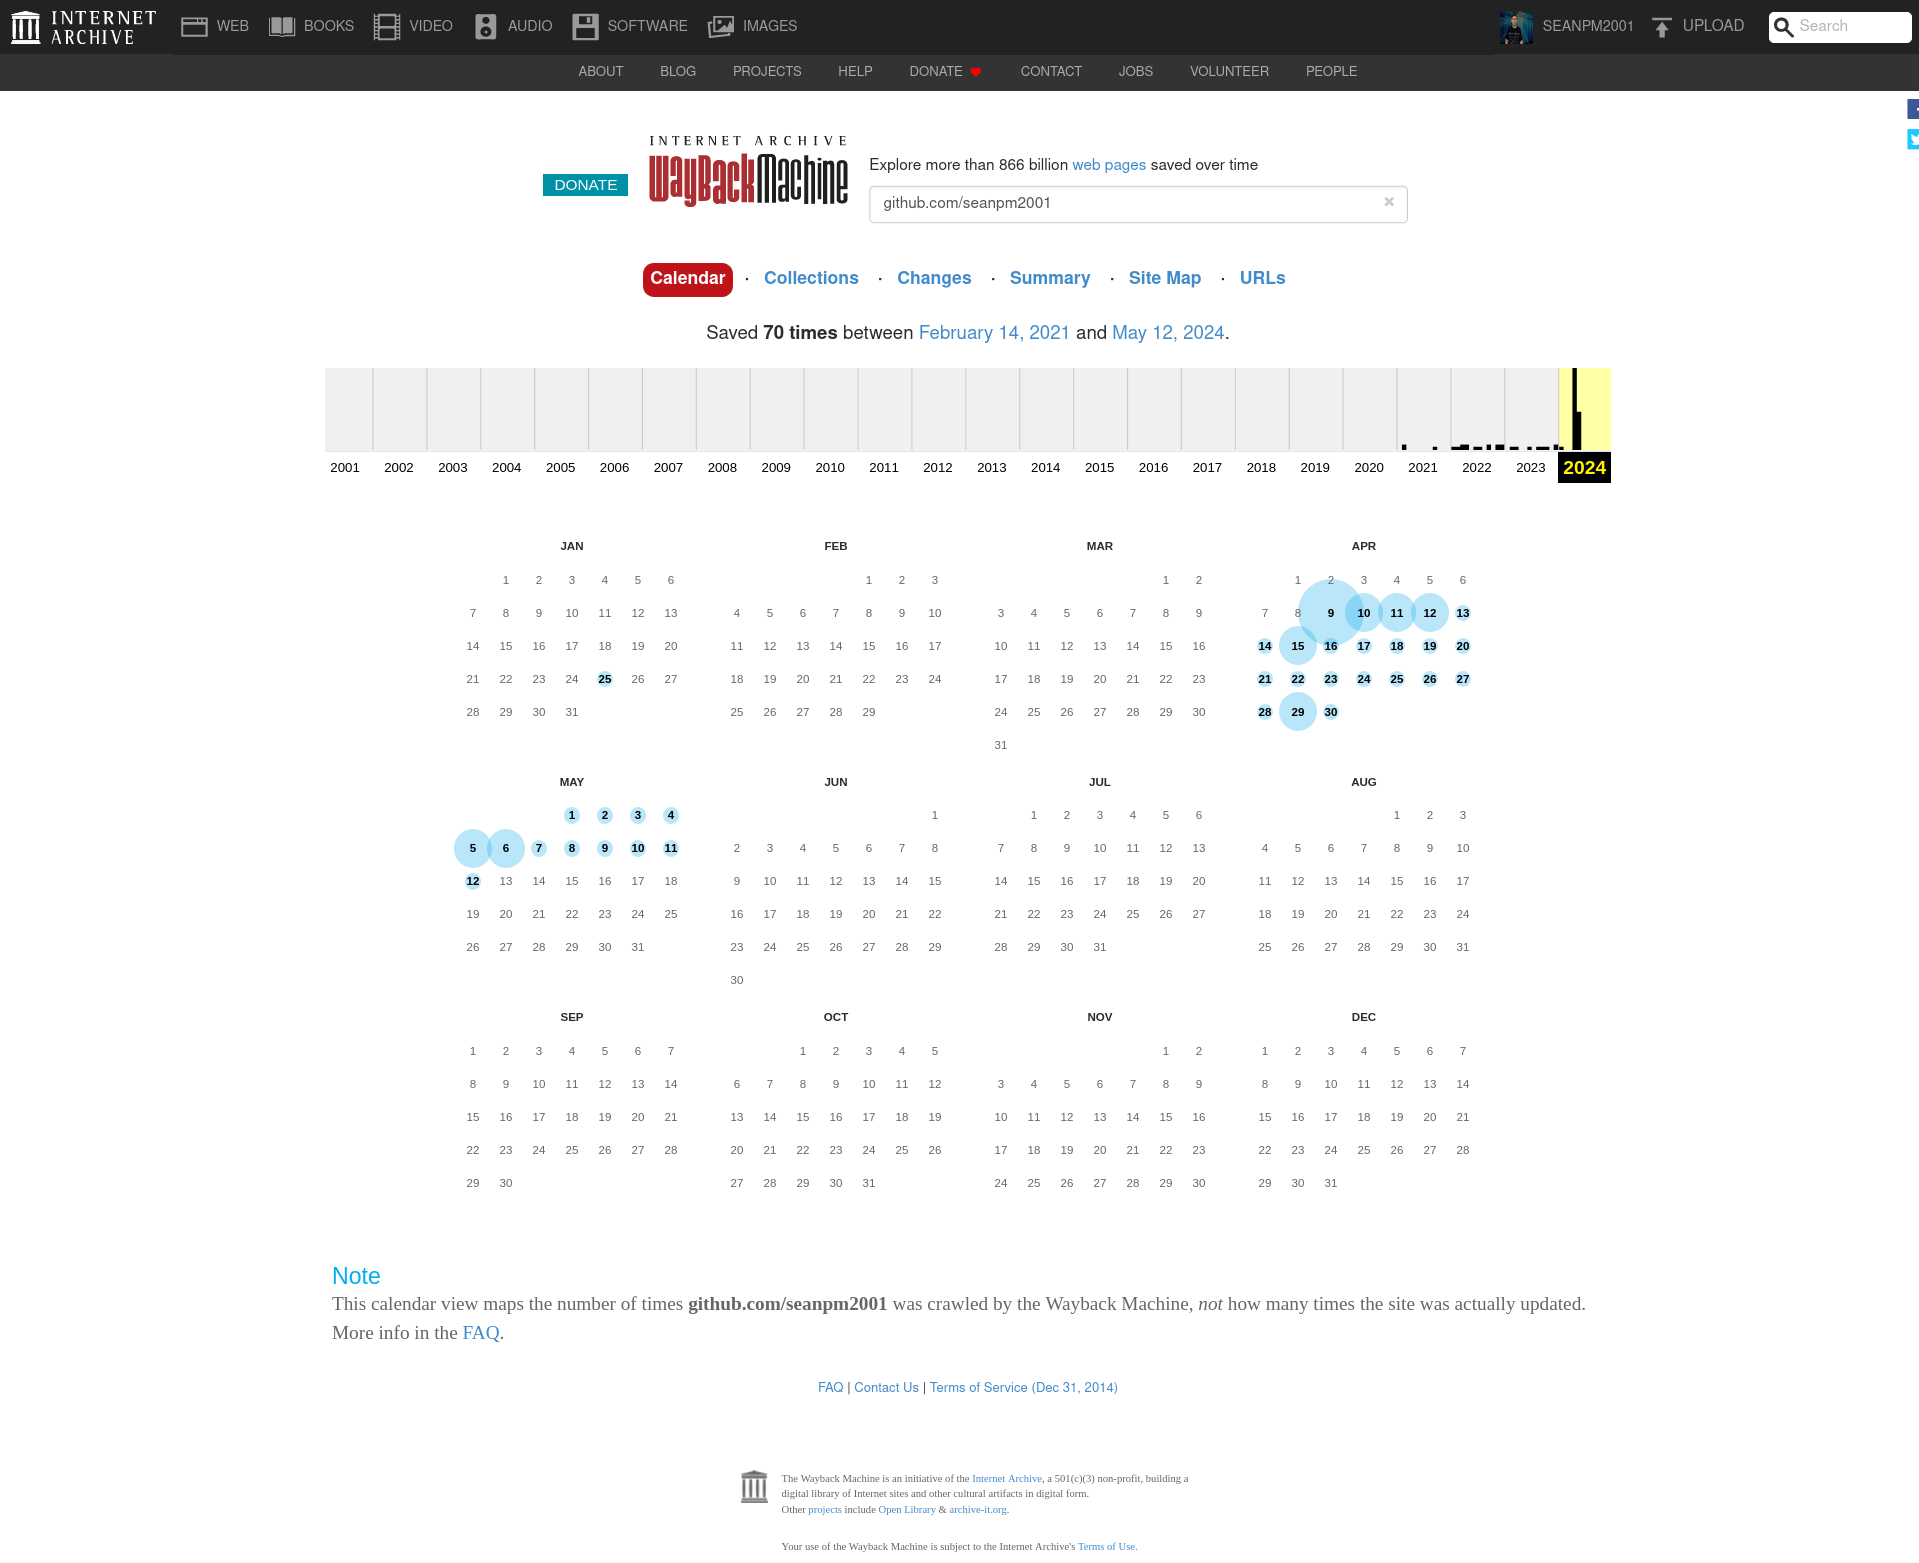 INTERNET ARCHIVE WEB BOOKS VIDEO AUDIO SOFTWARE IMAGES SEANPM2001 UPLOAD Search
ABOUT BLOG PROJECTS HELP DONATE CONTACT JOBS VOLUNTEER PEOPLE
DONATE
INTERNET ARCHIVE
WayBackMachine
Explore more than 866 billion web pages saved over time
github.com/seanpm2001 ×
Calendar · Collections · Changes · Summary · Site Map · URLs
Saved 70 times between February 14, 2021 and May 12, 2024.
2001 2002 2003 2004 2005 2006 2007 2008 2009 2010 2011 2012 2013 2014 2015 2016 2017 2018 2019 2020 2021 2022 2023 2024
JAN FEB MAR APR
1 2 3 4 5 6 1 2 3 1 2 1 2 3 4 5 6
7 8 9 10 11 12 13 4 5 6 7 8 9 10 3 4 5 6 7 8 9 7 8 9 10 11 12 13
14 15 16 17 18 19 20 11 12 13 14 15 16 17 10 11 12 13 14 15 16 14 15 16 17 18 19 20
21 22 23 24 25 26 27 18 19 20 21 22 23 24 17 18 19 20 21 22 23 21 22 23 24 25 26 27
28 29 30 31 25 26 27 28 29 24 25 26 27 28 29 30 28 29 30
31
MAY JUN JUL AUG
1 2 3 4 1 1 2 3 4 5 6 1 2 3
5 6 7 8 9 10 11 2 3 4 5 6 7 8 7 8 9 10 11 12 13 4 5 6 7 8 9 10
12 13 14 15 16 17 18 9 10 11 12 13 14 15 14 15 16 17 18 19 20 11 12 13 14 15 16 17
19 20 21 22 23 24 25 16 17 18 19 20 21 22 21 22 23 24 25 26 27 18 19 20 21 22 23 24
26 27 28 29 30 31 23 24 25 26 27 28 29 28 29 30 31 25 26 27 28 29 30 31
30
SEP OCT NOV DEC
1 2 3 4 5 6 7 1 2 3 4 5 1 2 1 2 3 4 5 6 7
8 9 10 11 12 13 14 6 7 8 9 10 11 12 3 4 5 6 7 8 9 8 9 10 11 12 13 14
15 16 17 18 19 20 21 13 14 15 16 17 18 19 10 11 12 13 14 15 16 15 16 17 18 19 20 21
22 23 24 25 26 27 28 20 21 22 23 24 25 26 17 18 19 20 21 22 23 22 23 24 25 26 27 28
29 30 27 28 29 30 31 24 25 26 27 28 29 30 29 30 31
Note
This calendar view maps the number of times github.com/seanpm2001 was crawled by the Wayback Machine, not how many times the site was actually updated.
More info in the FAQ.
FAQ | Contact Us | Terms of Service (Dec 31, 2014)
The Wayback Machine is an initiative of the Internet Archive, a 501(c)(3) non-profit, building a
digital library of Internet sites and other cultural artifacts in digital form.
Other projects include Open Library & archive-it.org.
Your use of the Wayback Machine is subject to the Internet Archive's Terms of Use.